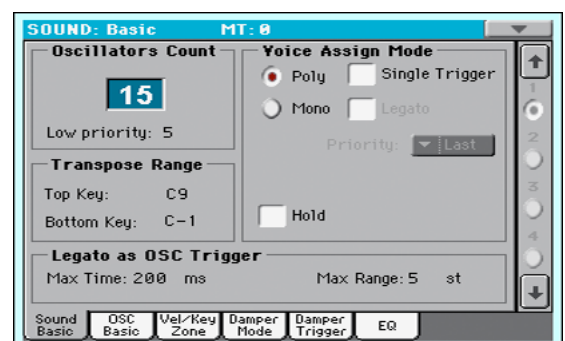 SOUND: Basic MT: 0
Oscillators Count
15
Low priority: 5
Transpose Range
Top Key: C9
Bottom Key: C-1
Voice Assign Mode
Poly Single Trigger
Mono Legato
Priority: Last
Hold
Legato as OSC Trigger
Max Time: 200 ms Max Range: 5 st
1
2
3
4
Sound Basic
OSC Basic
Vel/Key Zone
Damper Mode
Damper Trigger
EQ